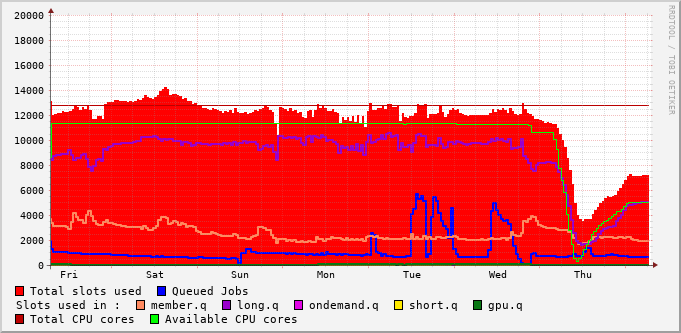 20000
18000
16000
14000
12000
10000
8000
6000
4000
2000
0
Fri Sat Sun Mon Tue Wed Thu
Total slots used Queued Jobs
Slots used in : member.q long.q ondemand.q short.q gpu.q
Total CPU cores Available CPU cores
RRDTOOL / TOBI OETIKER